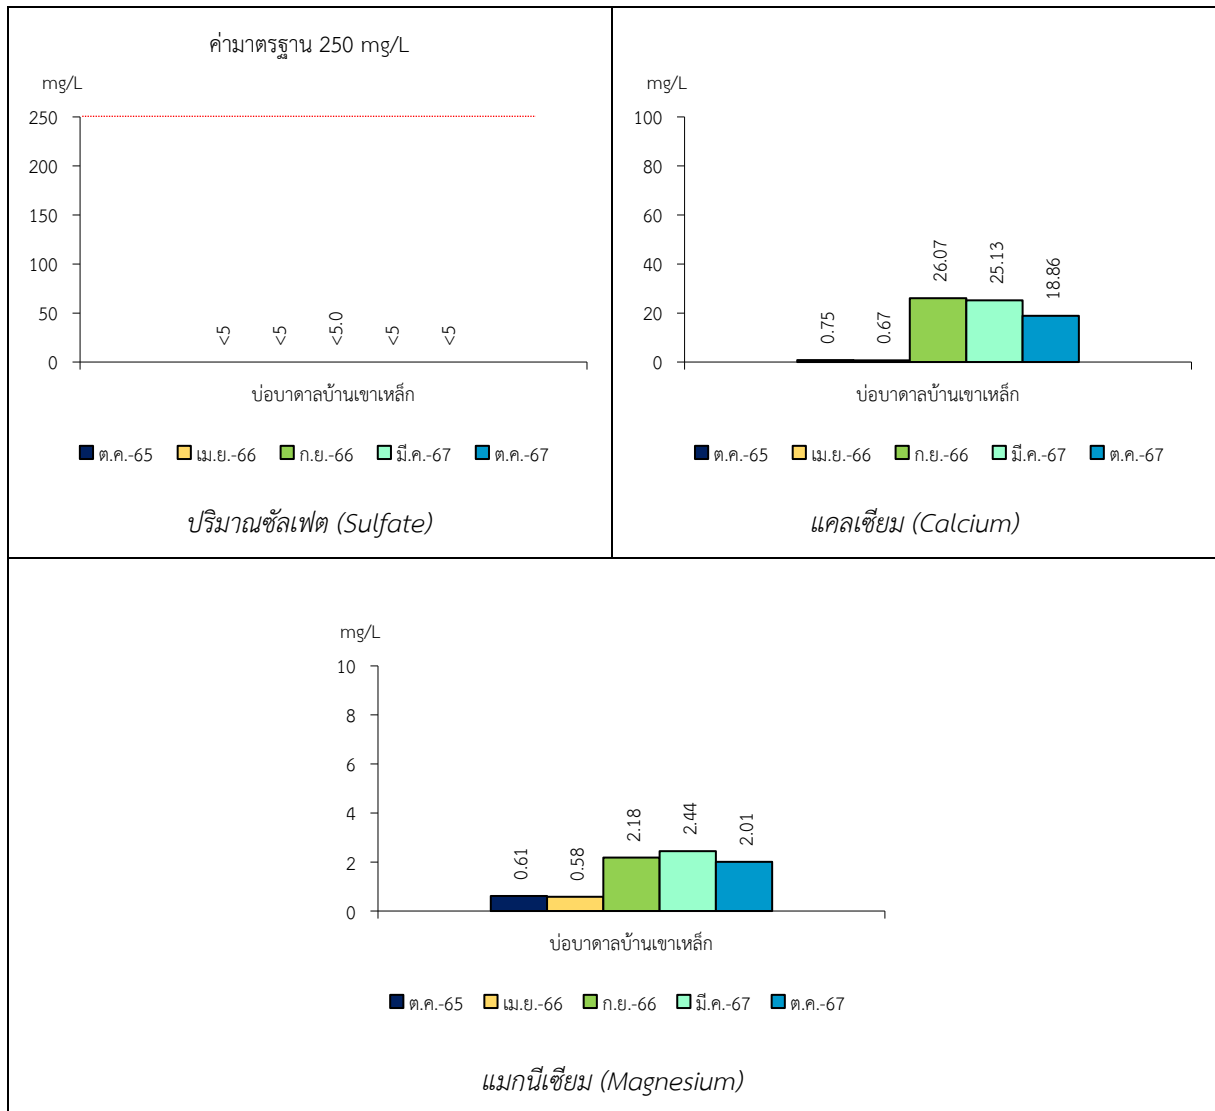 ค่ามาตรฐาน 250 mg/L
mg/L
250
200
150
100
50
0
<5
<5
<5.0
<5
<5
บ่อบาดาลบ้านเขาเหล็ก
ต.ค.-65 เม.ย.-66 ก.ย.-66 มี.ค.-67 ต.ค.-67
ปริมาณซัลเฟต (Sulfate)
mg/L
100
80
60
40
20
0
0.75
0.67
26.07
25.13
18.86
บ่อบาดาลบ้านเขาเหล็ก
ต.ค.-65 เม.ย.-66 ก.ย.-66 มี.ค.-67 ต.ค.-67
แคลเซียม (Calcium)
mg/L
10
8
6
4
2
0
0.61
0.58
2.18
2.44
2.01
บ่อบาดาลบ้านเขาเหล็ก
ต.ค.-65 เม.ย.-66 ก.ย.-66 มี.ค.-67 ต.ค.-67
แมกนีเซียม (Magnesium)